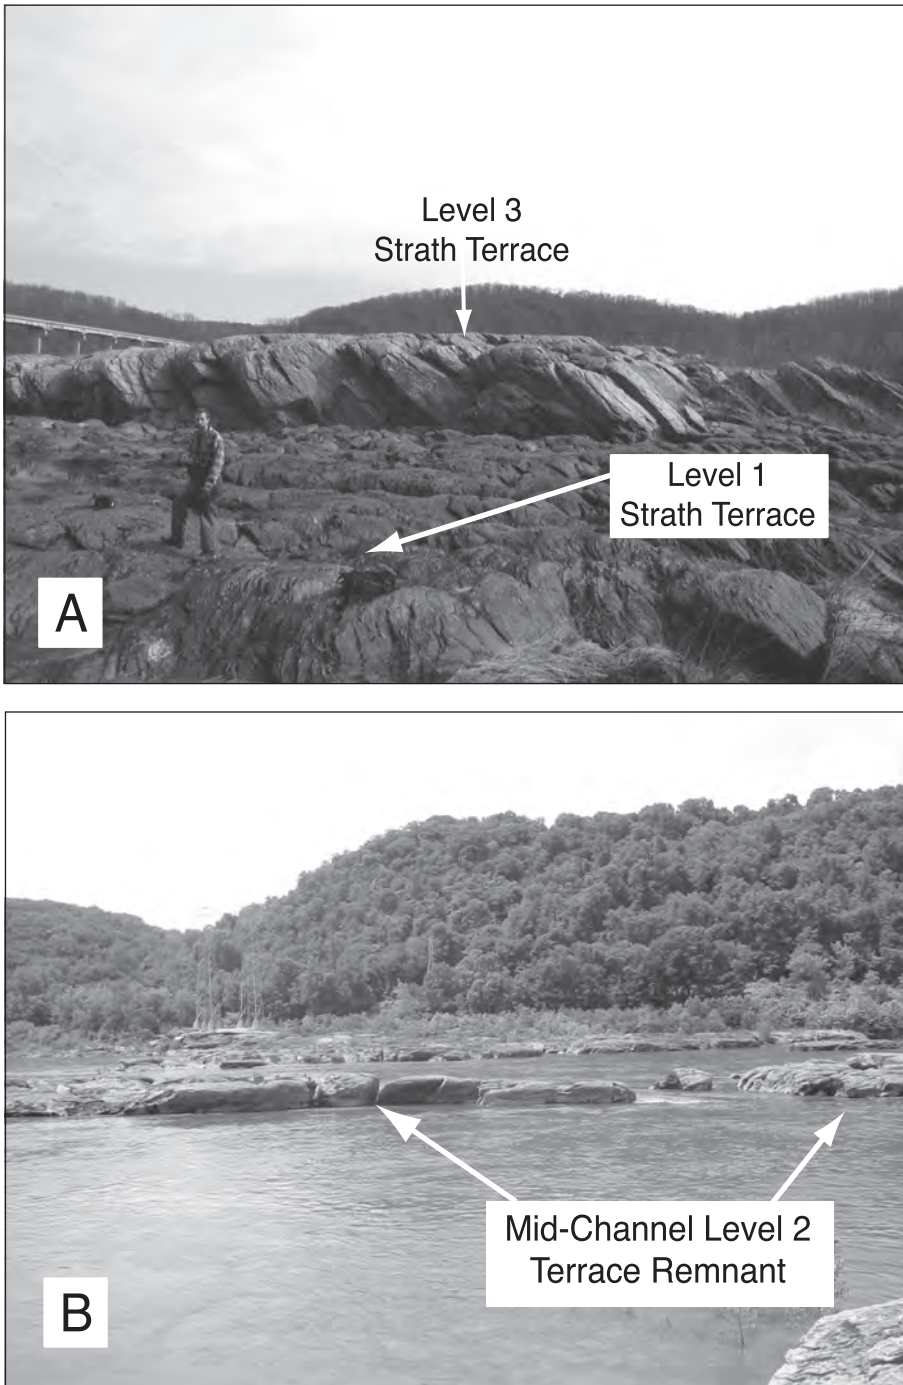 Level 3
Strath Terrace
Level 1
Strath Terrace
A
Mid-Channel Level 2
Terrace Remnant
B